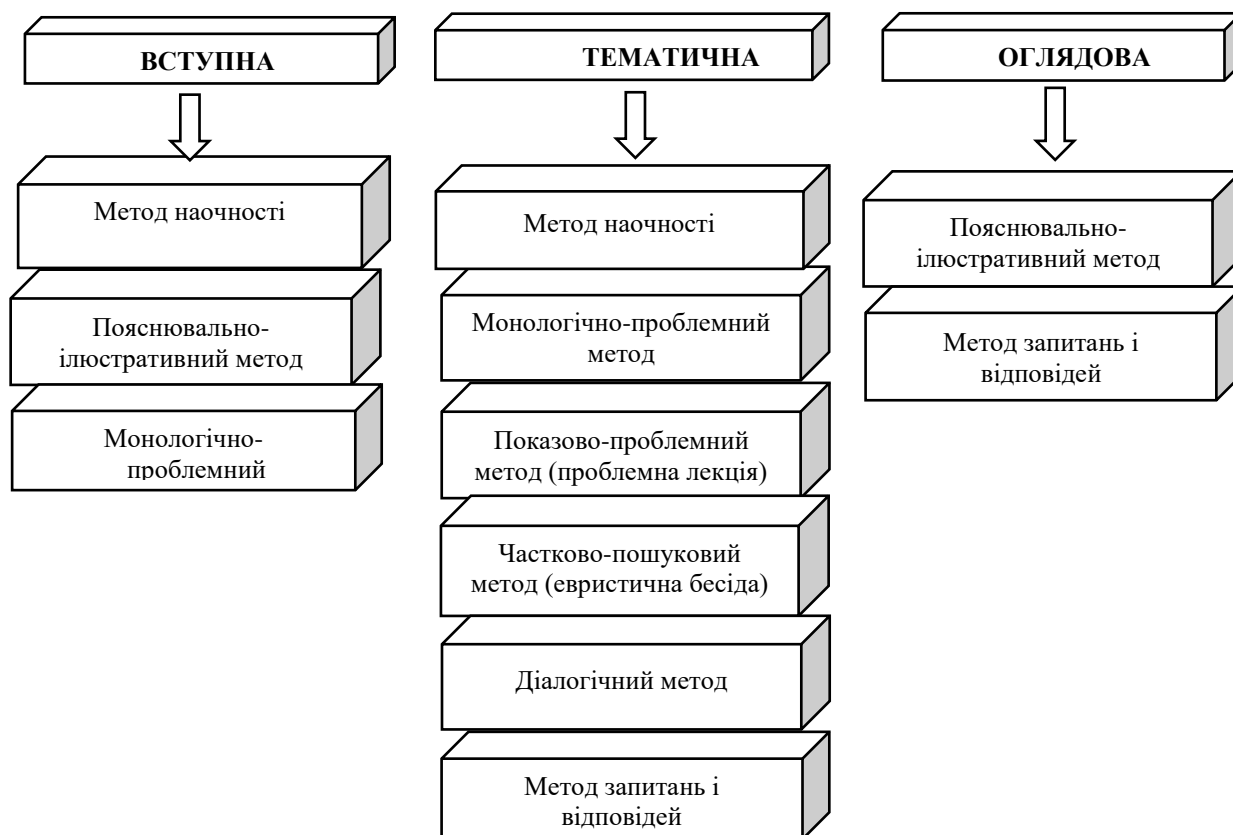 ВСТУПНА
Метод наочності
Пояснювально-
ілюстративний метод
Монологічно-
проблемний
ТЕМАТИЧНА
Метод наочності
Монологічно-проблемний
метод
Показово-проблемний
метод (проблемна лекція)
Частково-пошуковий
метод (евристична бесіда)
Діалогічний метод
Метод запитань і
відповідей
ОГЛЯДОВА
Пояснювально-
ілюстративний метод
Метод запитань і
відповідей